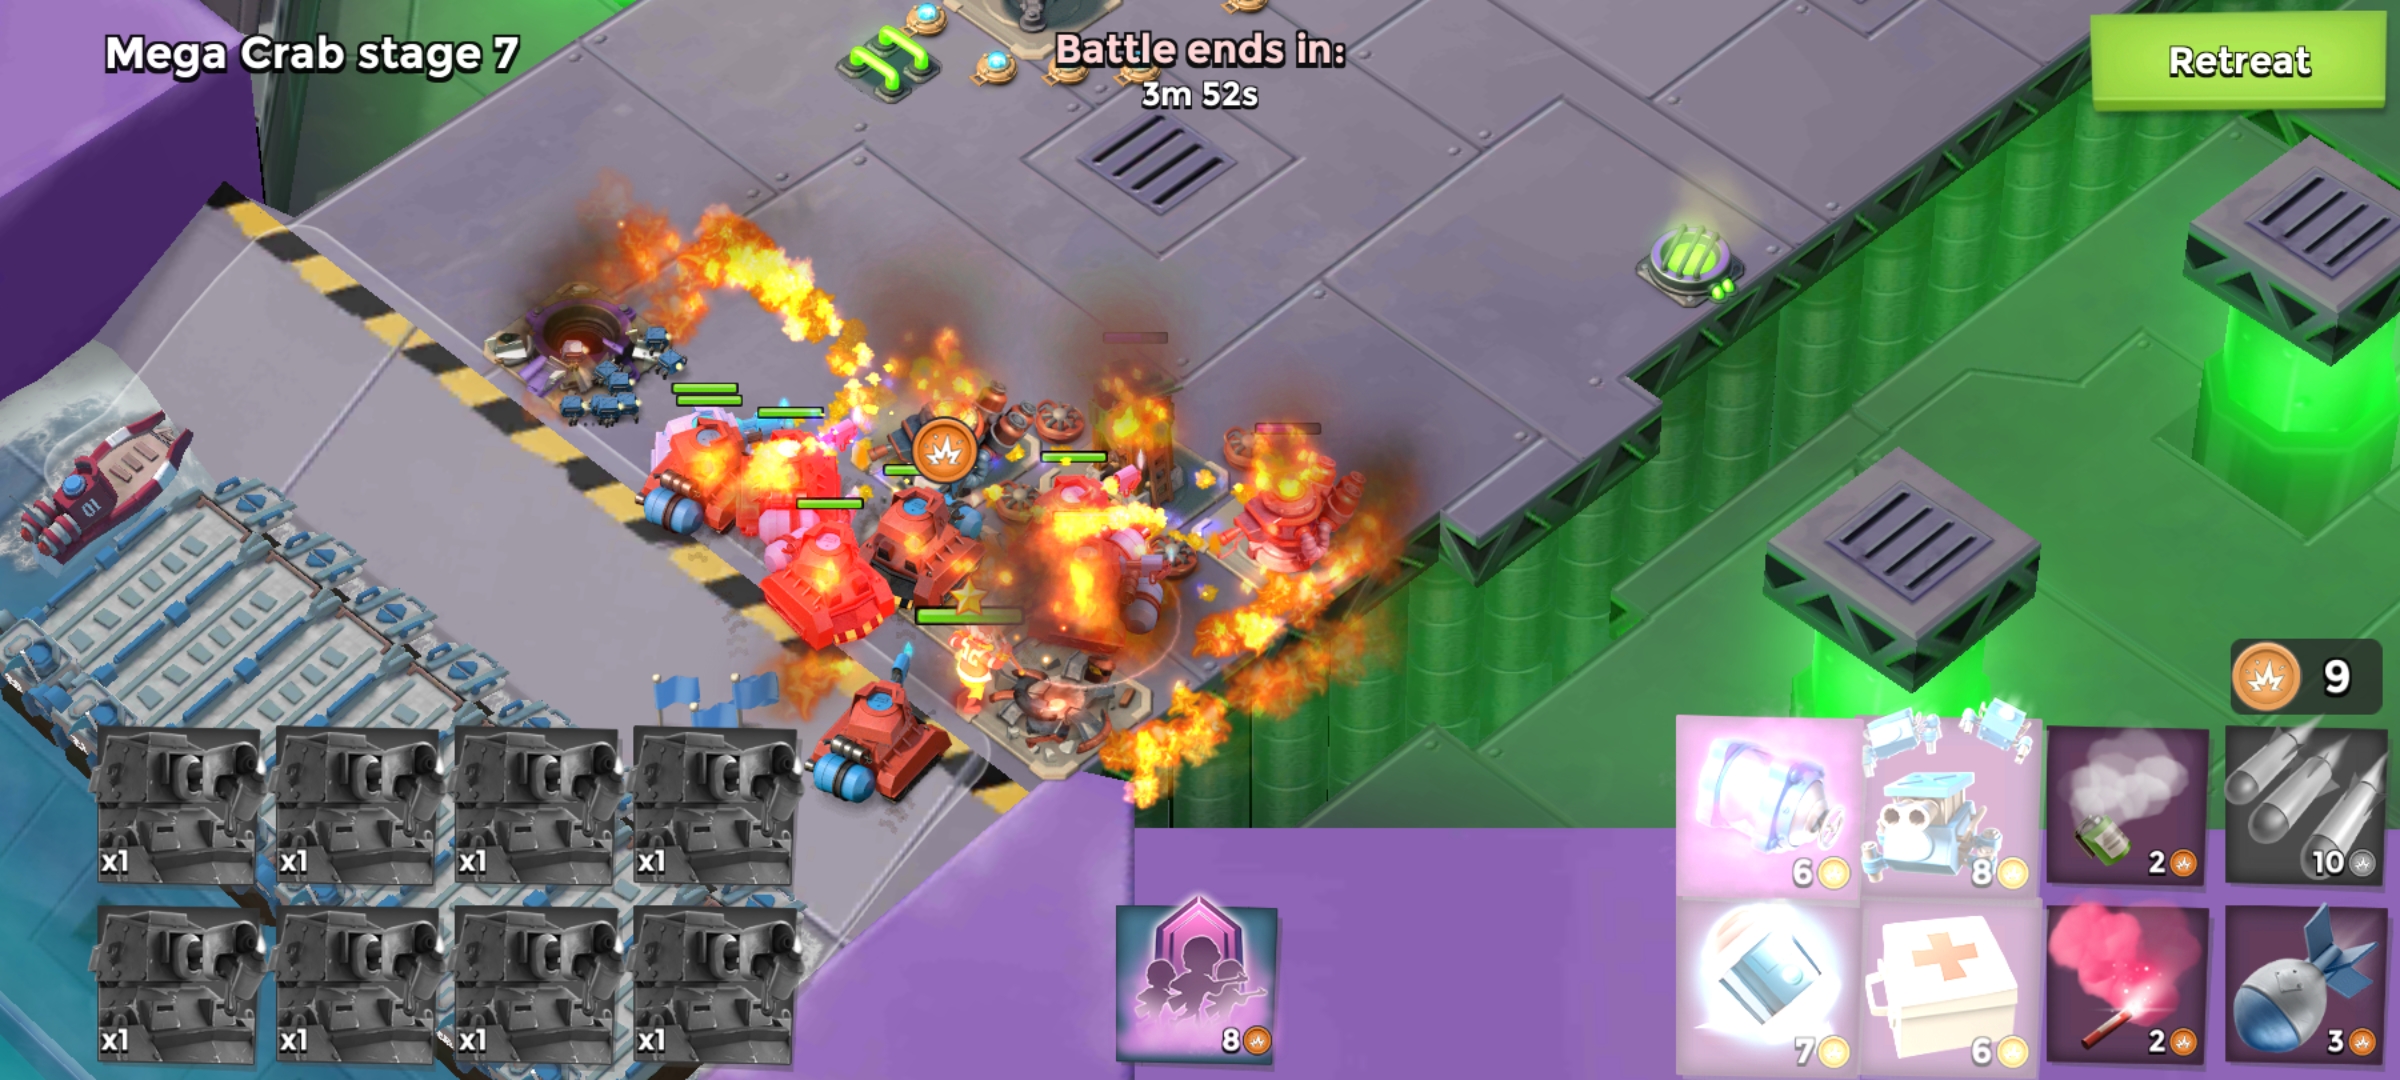 Mega Crab stage 7
Battle ends in:
3m 52s
Retreat
01
9
x1
x1
x1
x1
6
8
2
10
x1
x1
x1
x1
8
7
6
2
3